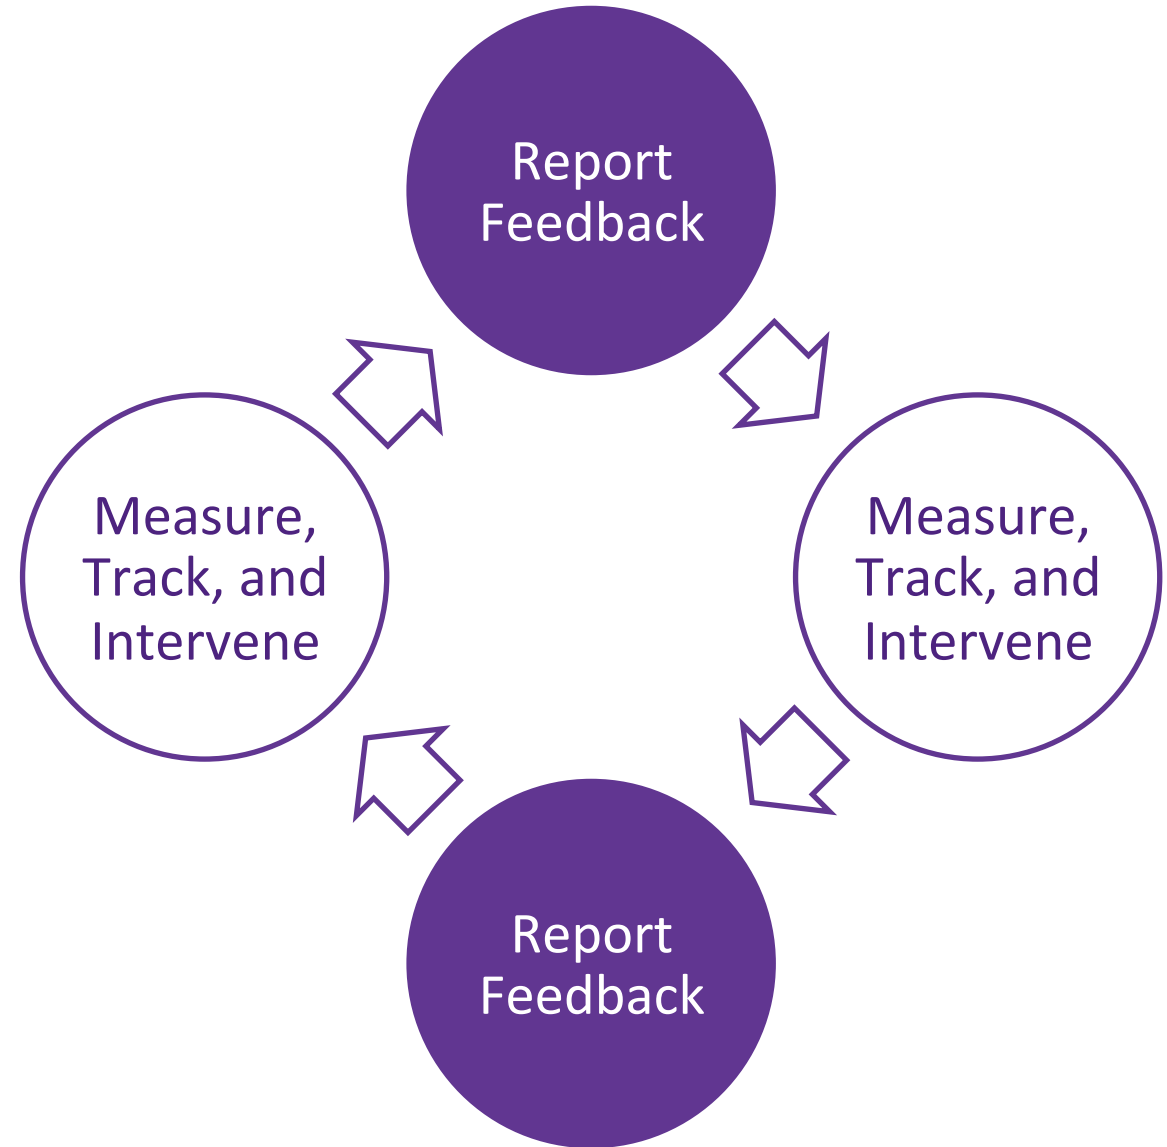 Report
Feedback
Measure,
Track, and
Intervene
Measure,
Track, and
Intervene
Report
Feedback